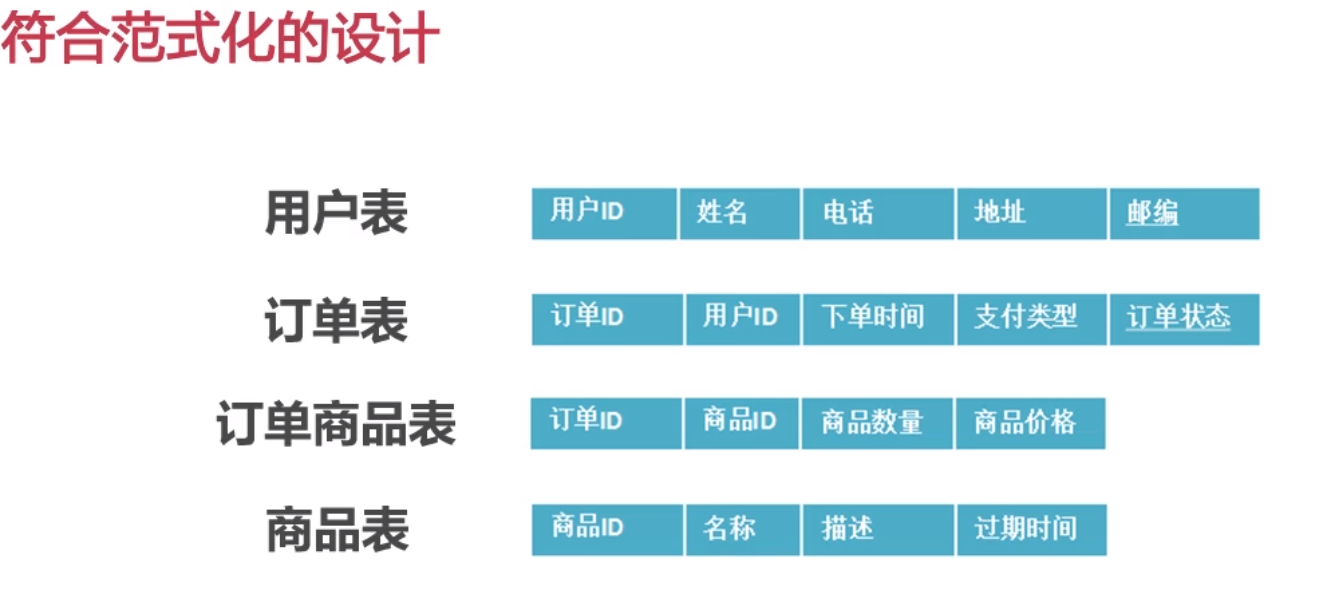 符合范式化的设计
用户表 用户ID 姓名 电话 地址 邮编
订单表 订单ID 用户ID 下单时间 支付类型 订单状态
订单商品表 订单ID 商品ID 商品数量 商品价格
商品表 商品ID 名称 描述 过期时间